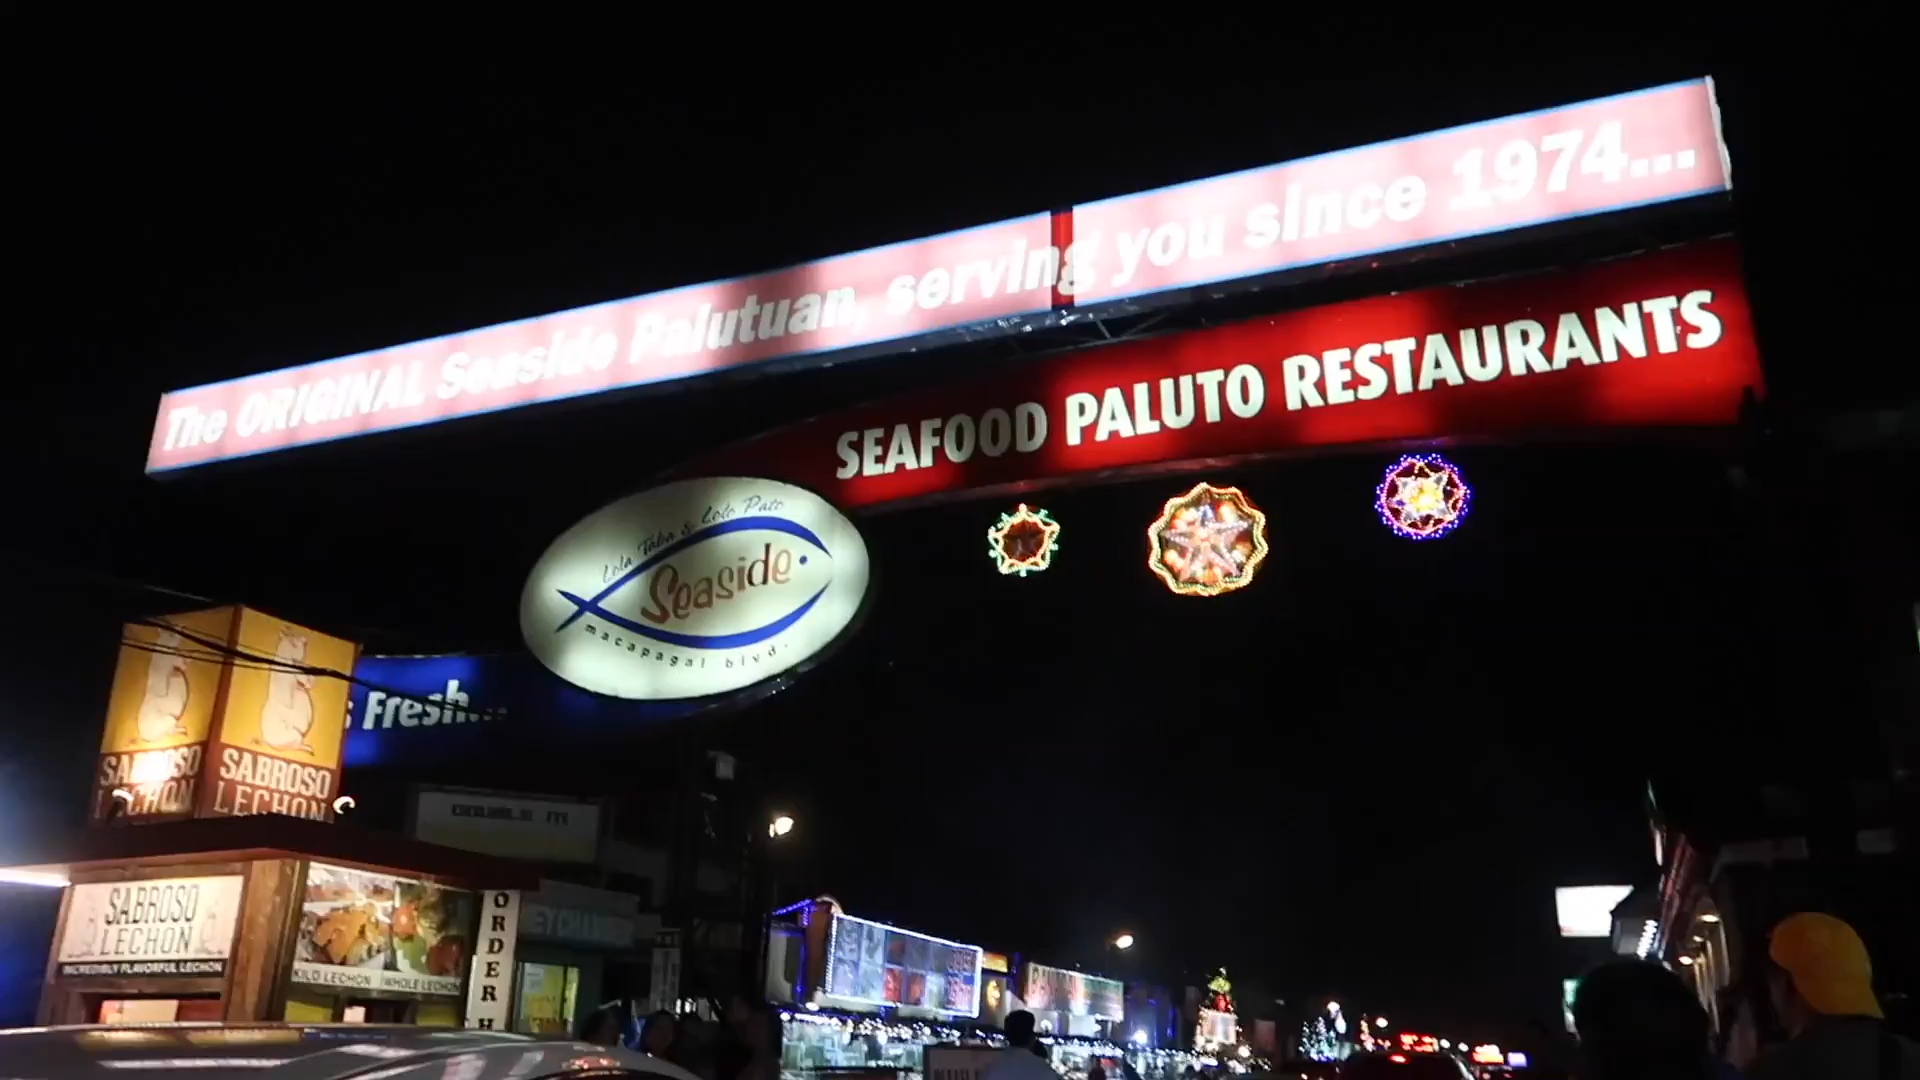 The ORIGINAL Seaside Palutuan, serving you since 1974...
SEAFOOD PALUTO RESTAURANTS
Lola Taba & Lolo Pato
Seaside
macapagal blvd.
Fresh...
SABROSO
LECHON
SABROSO
LECHON
SABROSO
LECHON
INCREDIBLY FLAVORFUL LECHON
KILO LECHON
WHOLE LECHON
ORDER